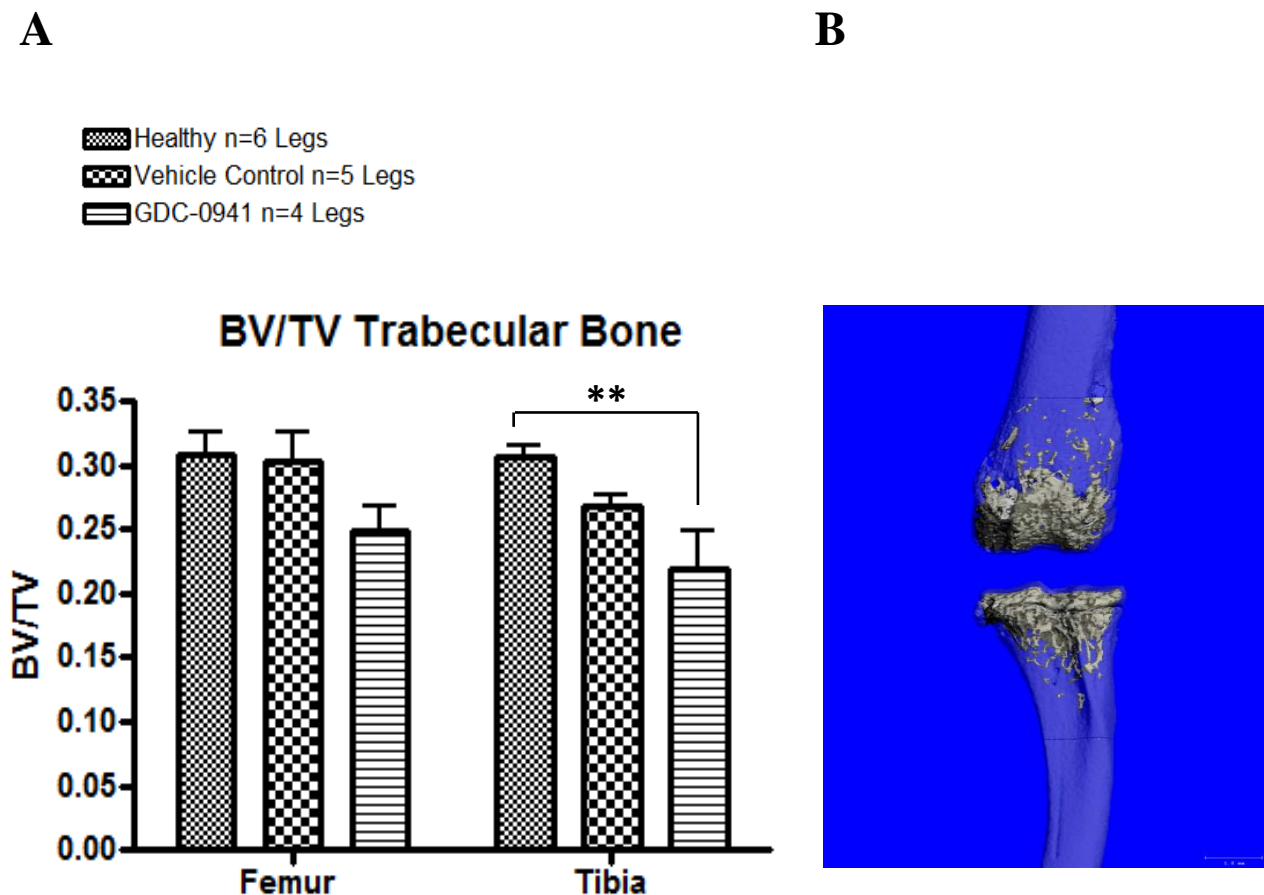 A
B
Healthy n=6 Legs
Vehicle Control n=5 Legs
GDC-0941 n=4 Legs
BV/TV Trabecular Bone
**
0.35
0.30
0.25
0.20
0.15
0.10
0.05
0.00
BV/TV
Femur
Tibia